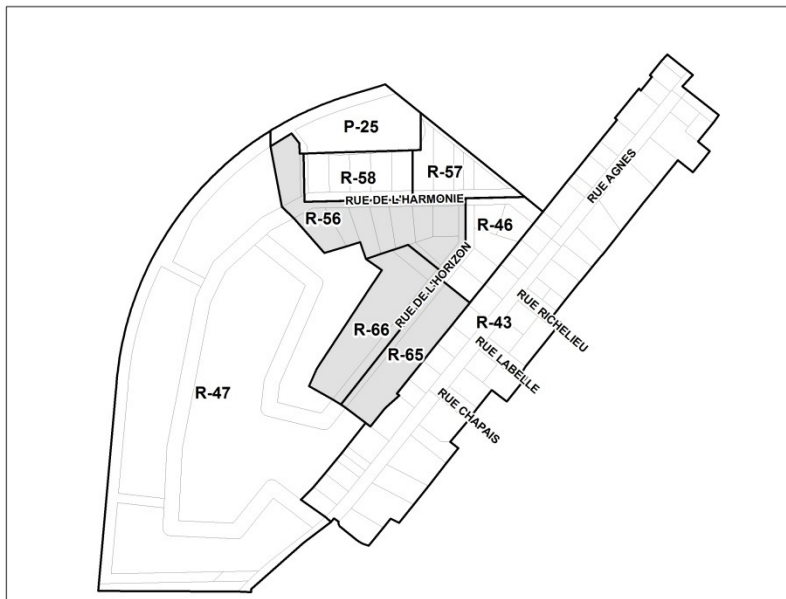 P-25
R-58
R-57
RUE DE L'HARMONIE
R-56
R-46
RUE AGNES
RUE DE L'HORIZON
R-66
R-65
R-43
RUE RICHELIEU
RUE LABELLE
R-47
RUE CHAPAIS